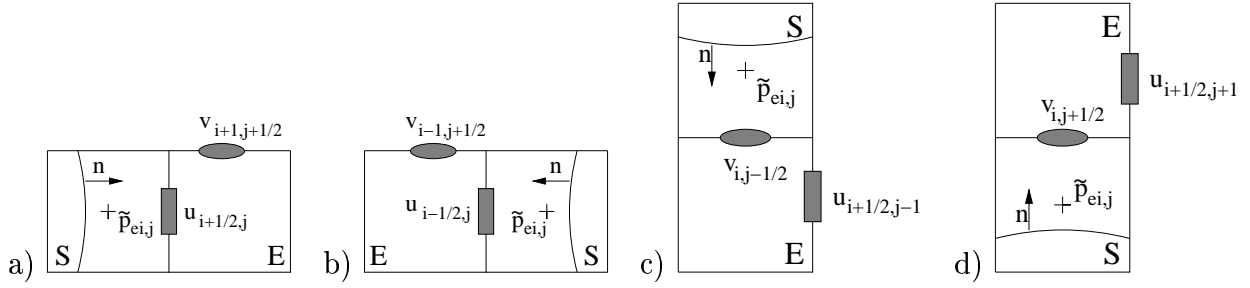 a)
v i+1,j+1/2
n
+ p̃ ei,j
u i+1/2,j
S
E
b)
v i−1,j+1/2
n
u i−1/2,j
p̃ ei,j +
E
S
c)
S
n
+
p̃ ei,j
v i,j−1/2
u i+1/2,j−1
E
d)
E
u i+1/2,j+1
v i,j+1/2
p̃ ei,j
n +
S